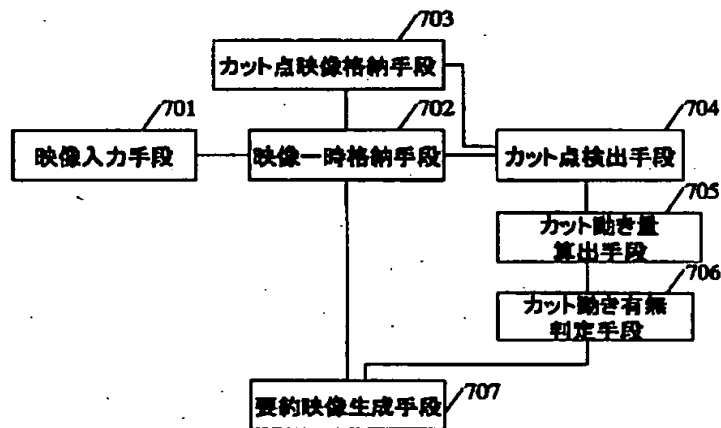 703
カット点映像格納手段
701
702
704
映像入力手段
映像一時格納手段
カット点検出手段
705
カット動き量
算出手段
706
カット動き有無
判定手段
要約映像生成手段
707